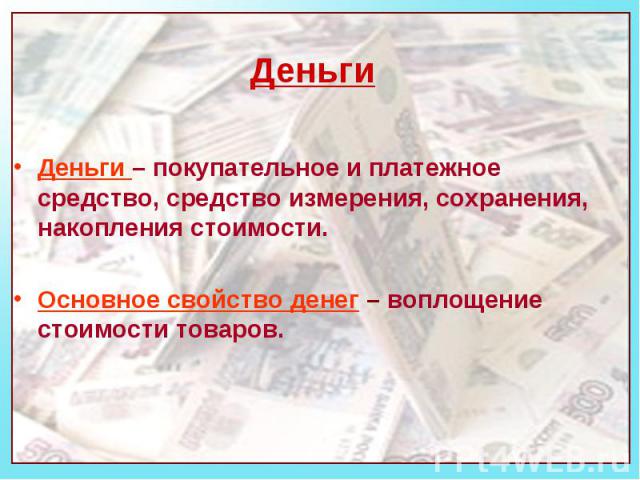 Деньги
Деньги – покупательное и платежное
средство, средство измерения, сохранения,
накопления стоимости.
Основное свойство денег – воплощение
стоимости товаров.
PPt4WEB.ru